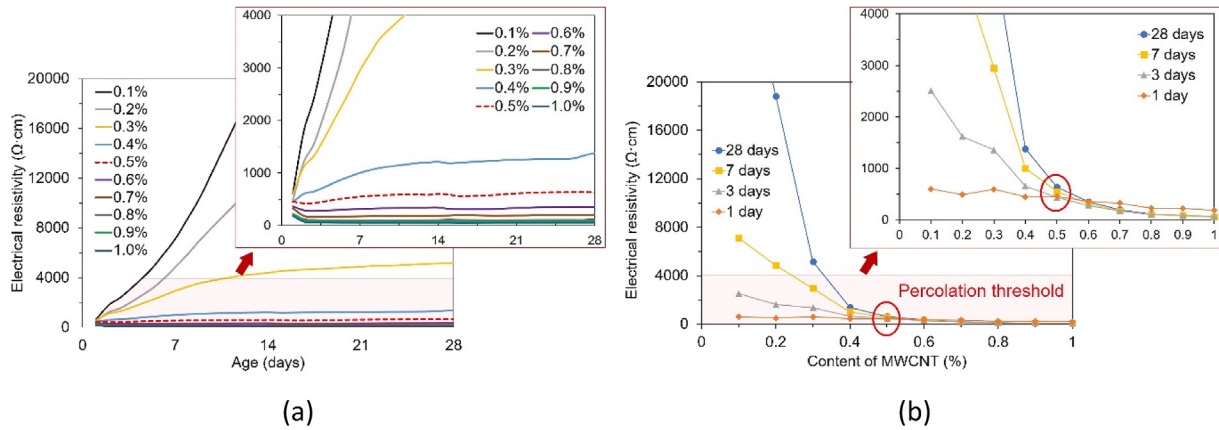 Electrical resistivity (Ω·cm)
20000
16000
12000
8000
4000
0
0.1%
0.2%
0.3%
0.4%
0.5%
0.6%
0.7%
0.8%
0.9%
1.0%
0 7 14 21 28
Age (days)
4000
3000
2000
1000
0
0.1% 0.6%
0.2% 0.7%
0.3% 0.8%
0.4% 0.9%
0.5% 1.0%
0 7 14 21 28
(a)
Electrical resistivity (Ω·cm)
20000
16000
12000
8000
4000
0
28 days
7 days
3 days
1 day
Percolation threshold
0 0.2 0.4 0.6 0.8 1
Content of MWCNT (%)
4000
3000
2000
1000
0
28 days
7 days
3 days
1 day
0 0.1 0.2 0.3 0.4 0.5 0.6 0.7 0.8 0.9 1
(b)